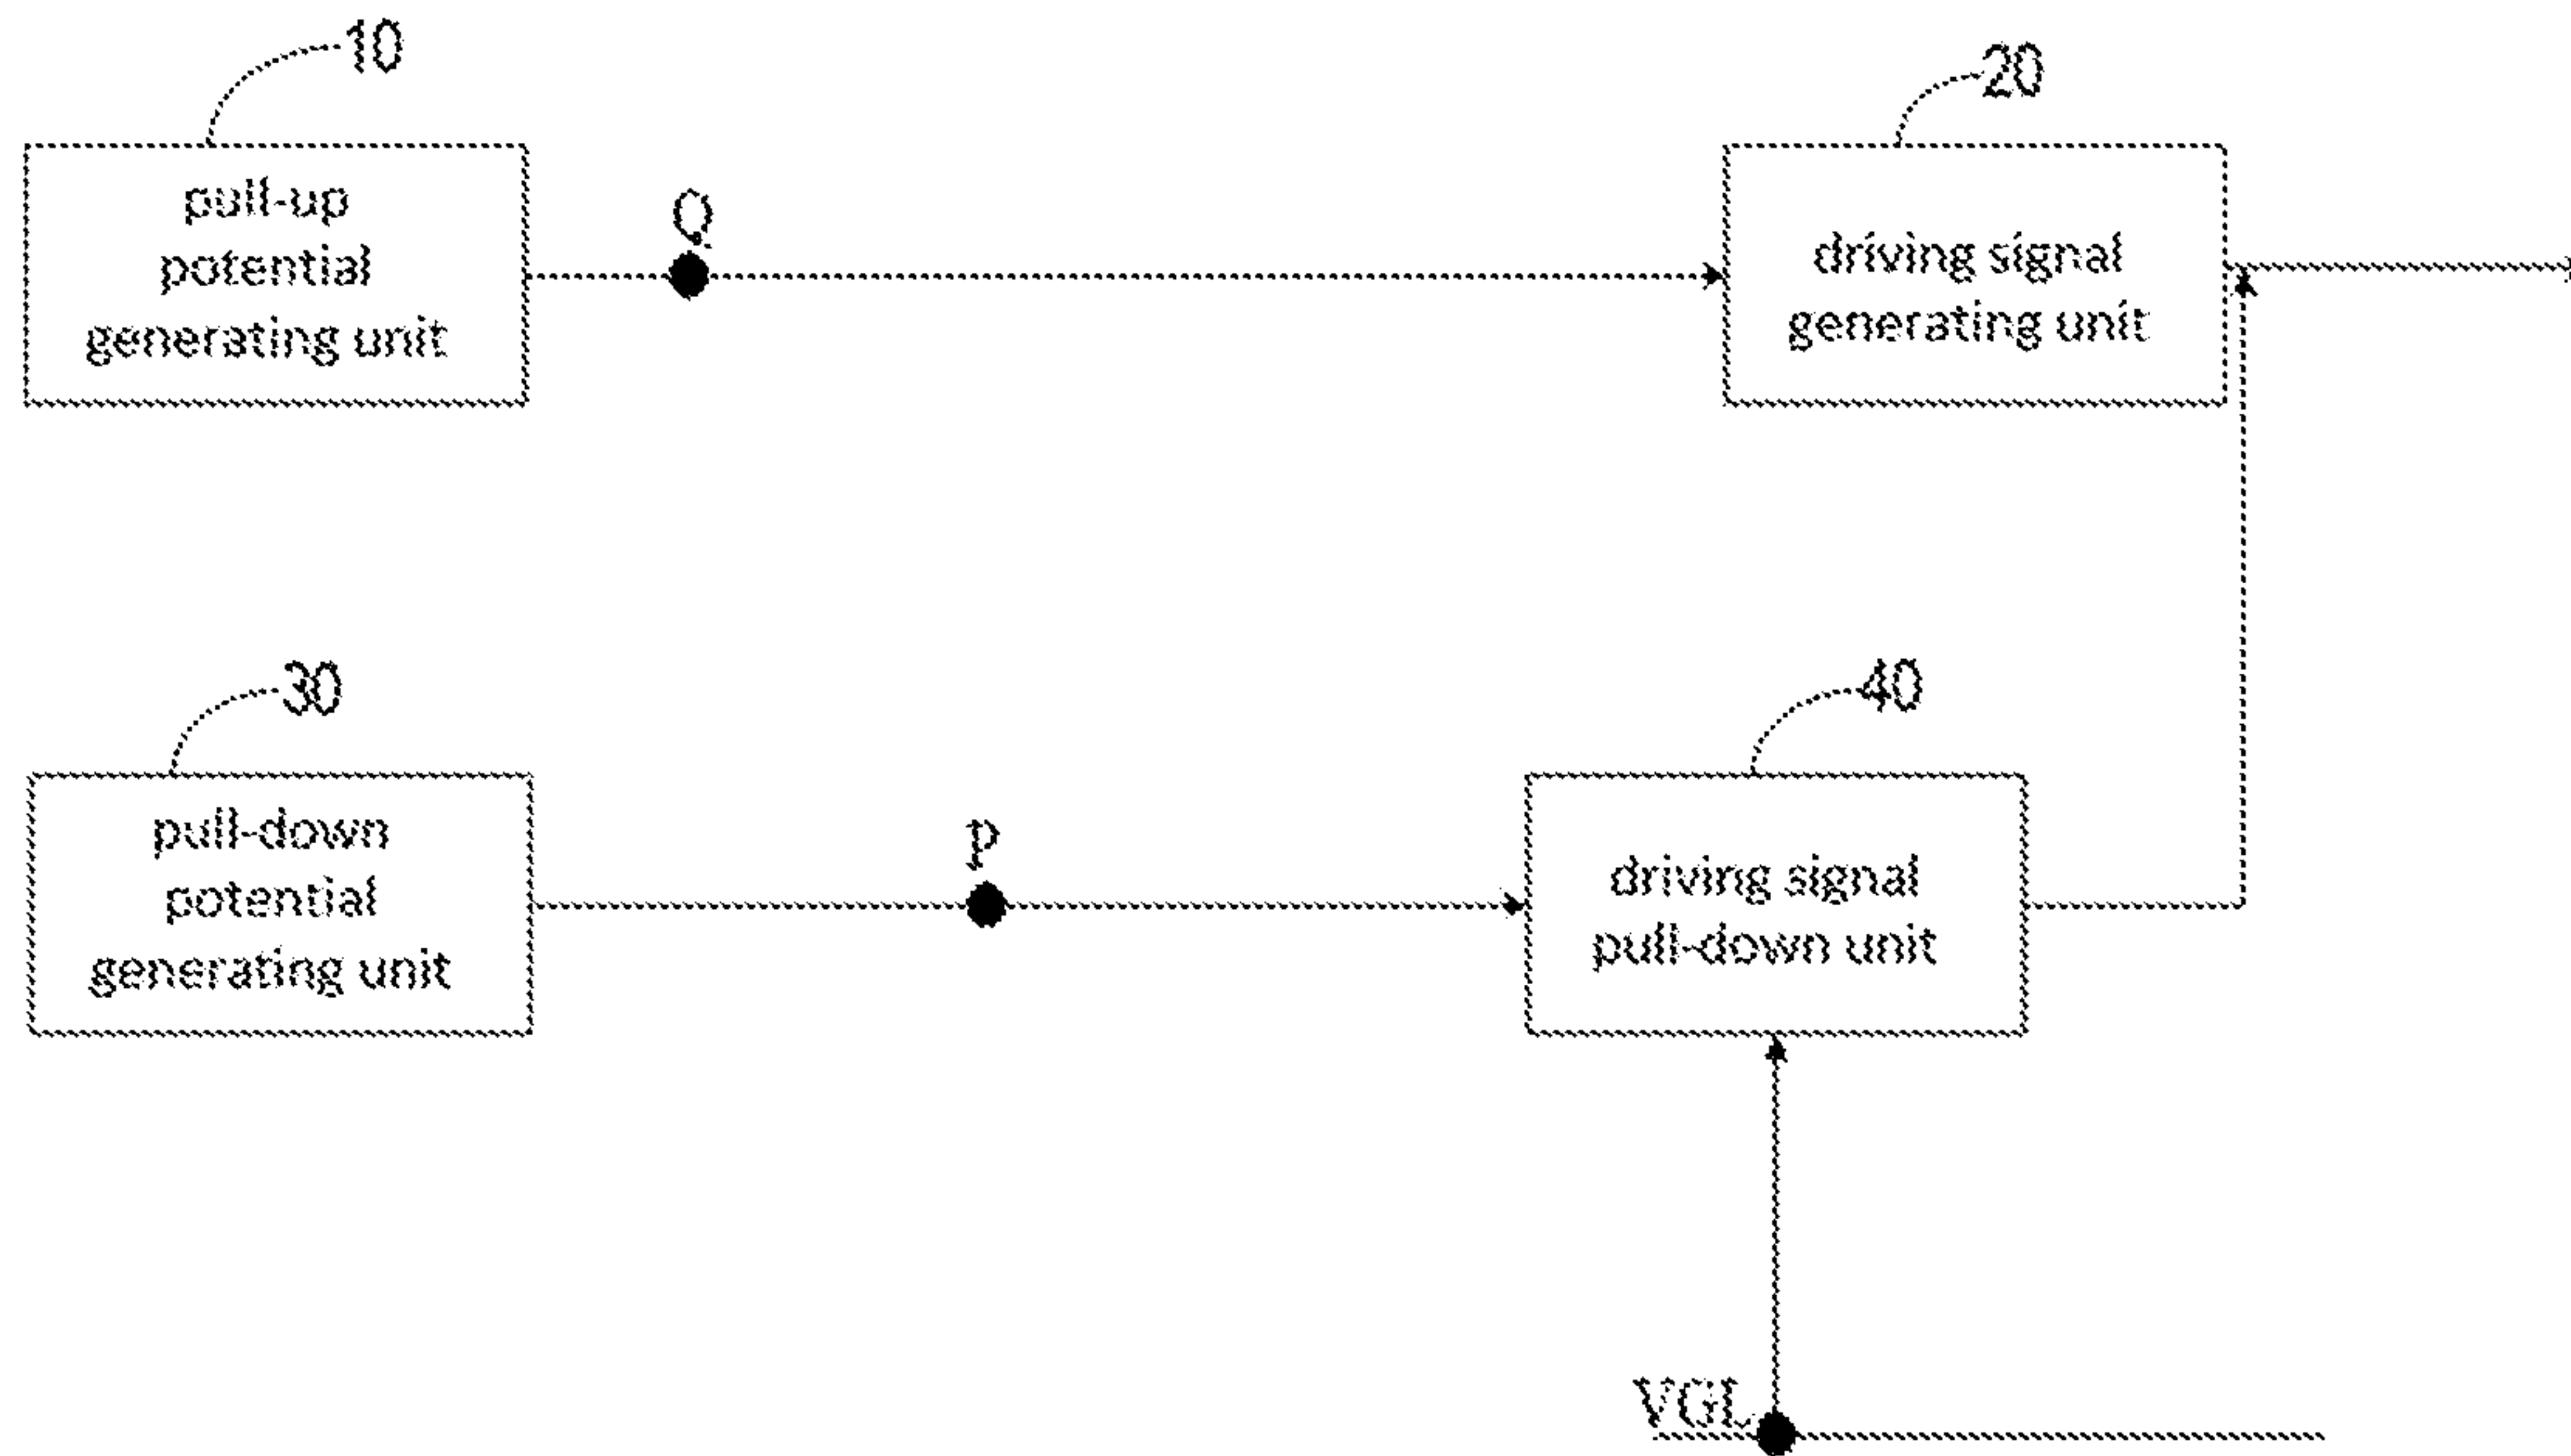 10
20
pull-up
potential
generating unit
Q
driving signal
generating unit
30
40
pull-down
potential
generating unit
P
driving signal
pull-down unit
VGL